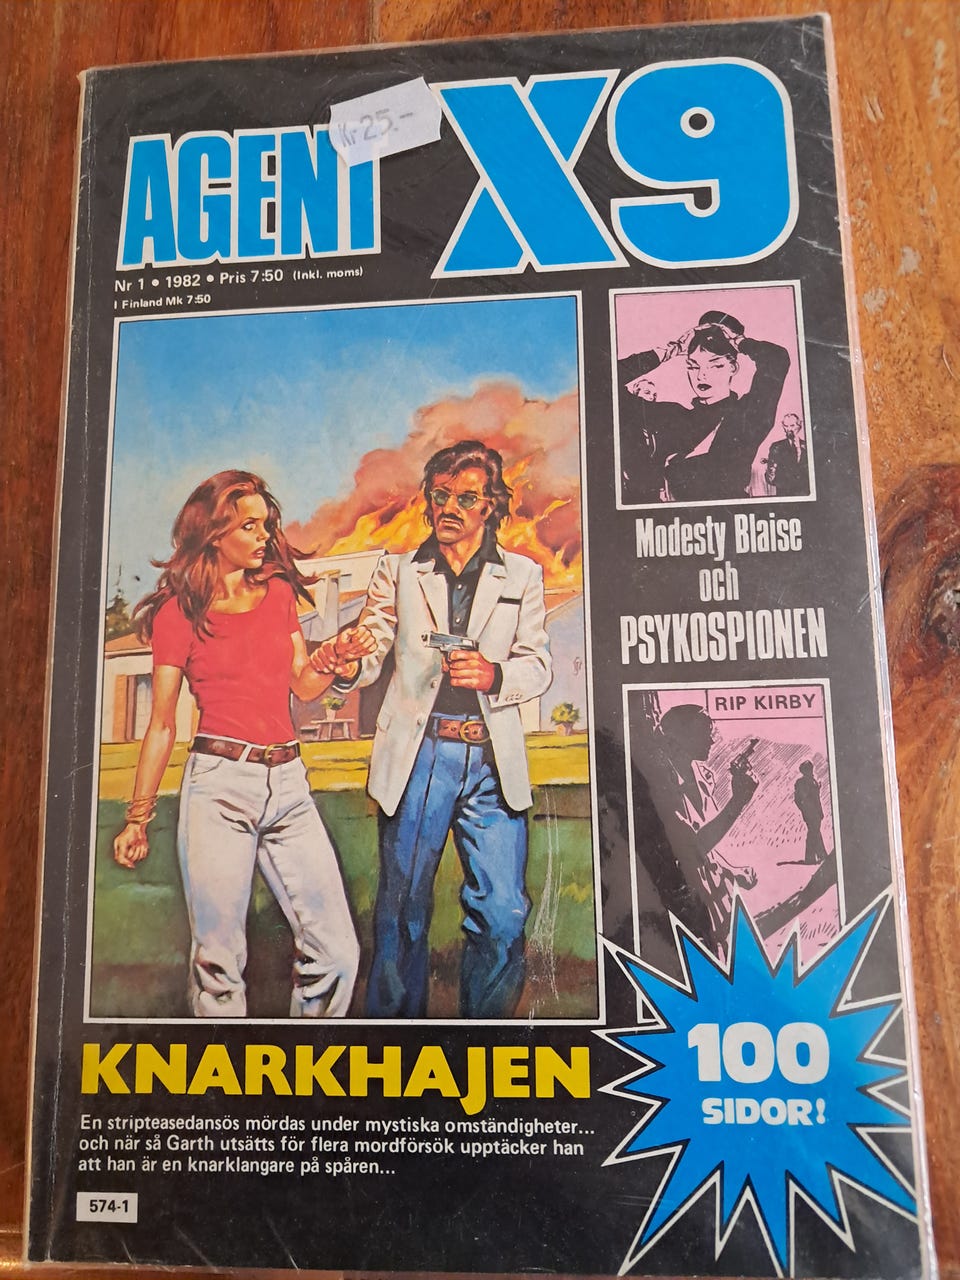 AGENT X9
Kr 25.-
Nr 1 • 1982 • Pris 7:50 (Inkl. moms)
I Finland Mk 7:50
Modesty Blaise
och
PSYKOSPIONEN
RIP KIRBY
100
SIDOR!
KNARKHAJEN
En stripteasedansös mördas under mystiska omständigheter...
och när så Garth utsätts för flera mordförsök upptäcker han
att han är en knarklangare på spåren...
574-1